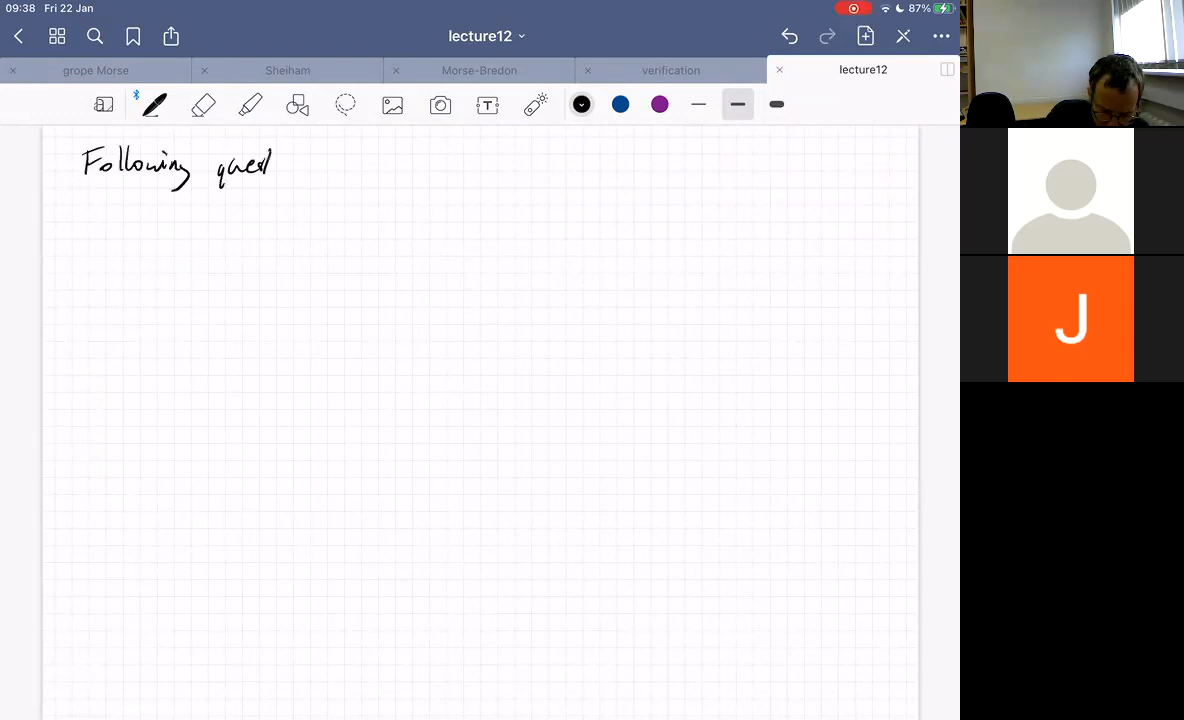 09:38 Fri 22 Jan
87%
lecture12
grope Morse
Sheiham
Morse-Bredon
verification
lecture12
T
Following quest
J